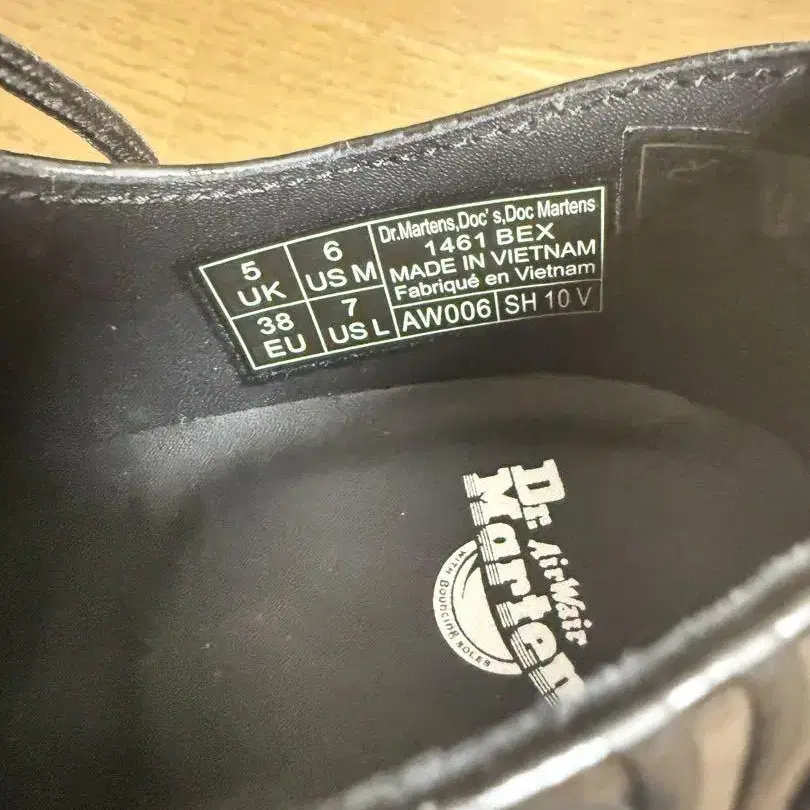 5 UK
6 US M
38 EU
7 US L
Dr.Martens,Doc's,Doc Martens
1461 BEX
MADE IN VIETNAM
Fabriqué en Vietnam
AW006
SH 10 V
Dr. Marten
AirWair
WITH BOUNCING SOLES